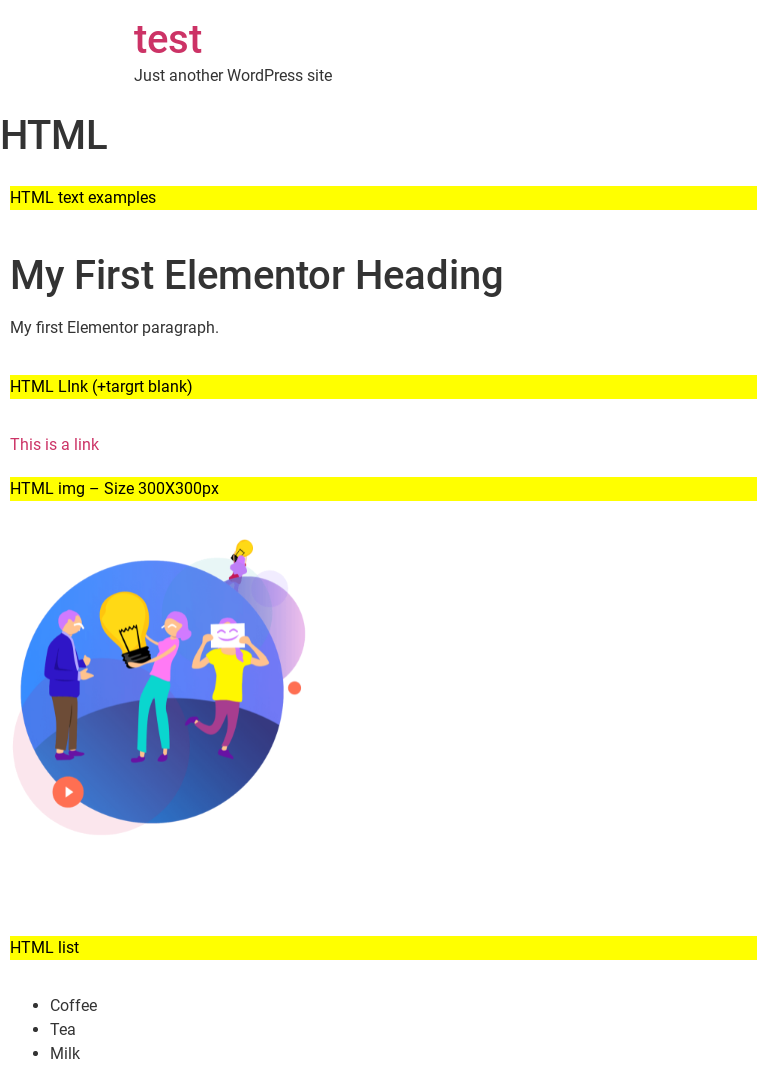 test
Just another WordPress site
HTML
HTML text examples
My First Elementor Heading
My first Elementor paragraph.
HTML LInk (+targrt blank)
This is a link
HTML img – Size 300X300px
HTML list
Coffee
Tea
Milk